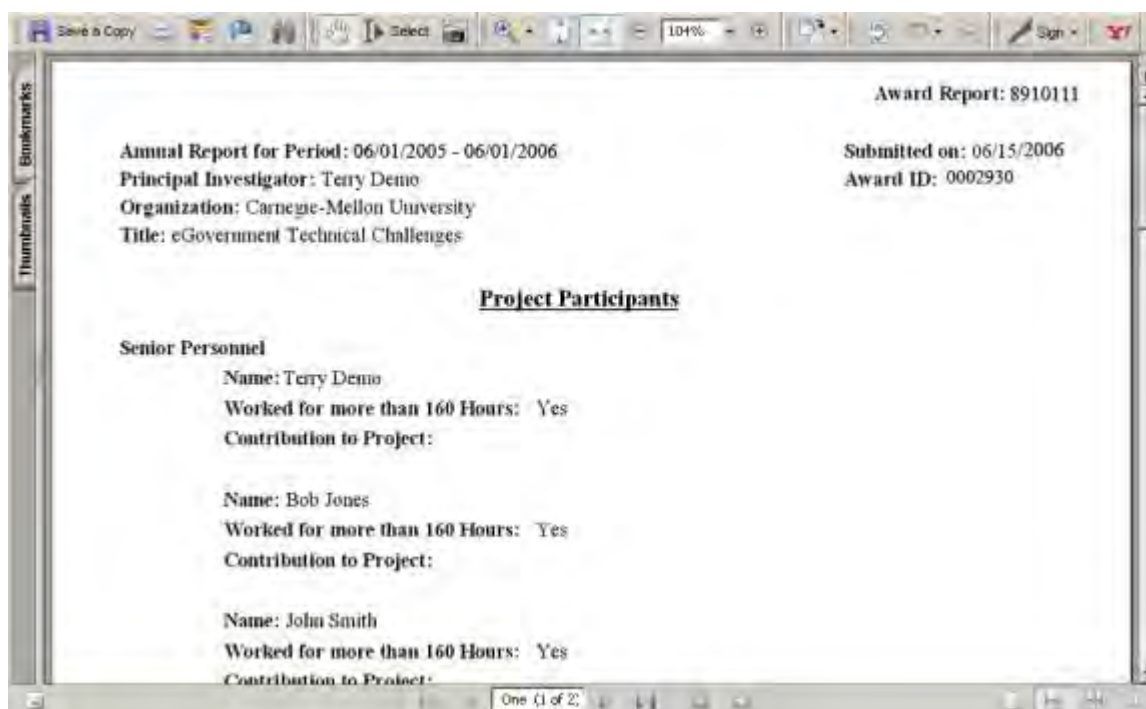 Save a Copy Select 104% Sign
Bookmarks
Thumbnails
Award Report: 8910111
Annual Report for Period: 06/01/2005 - 06/01/2006 Submitted on: 06/15/2006
Principal Investigator: Terry Demo Award ID: 0002930
Organization: Carnegie-Mellon University
Title: eGovernment Technical Challenges
Project Participants
Senior Personnel
Name: Terry Demo
Worked for more than 160 Hours: Yes
Contribution to Project:
Name: Bob Jones
Worked for more than 160 Hours: Yes
Contribution to Project:
Name: John Smith
Worked for more than 160 Hours: Yes
Contribution to Project:
One (1 of 2)